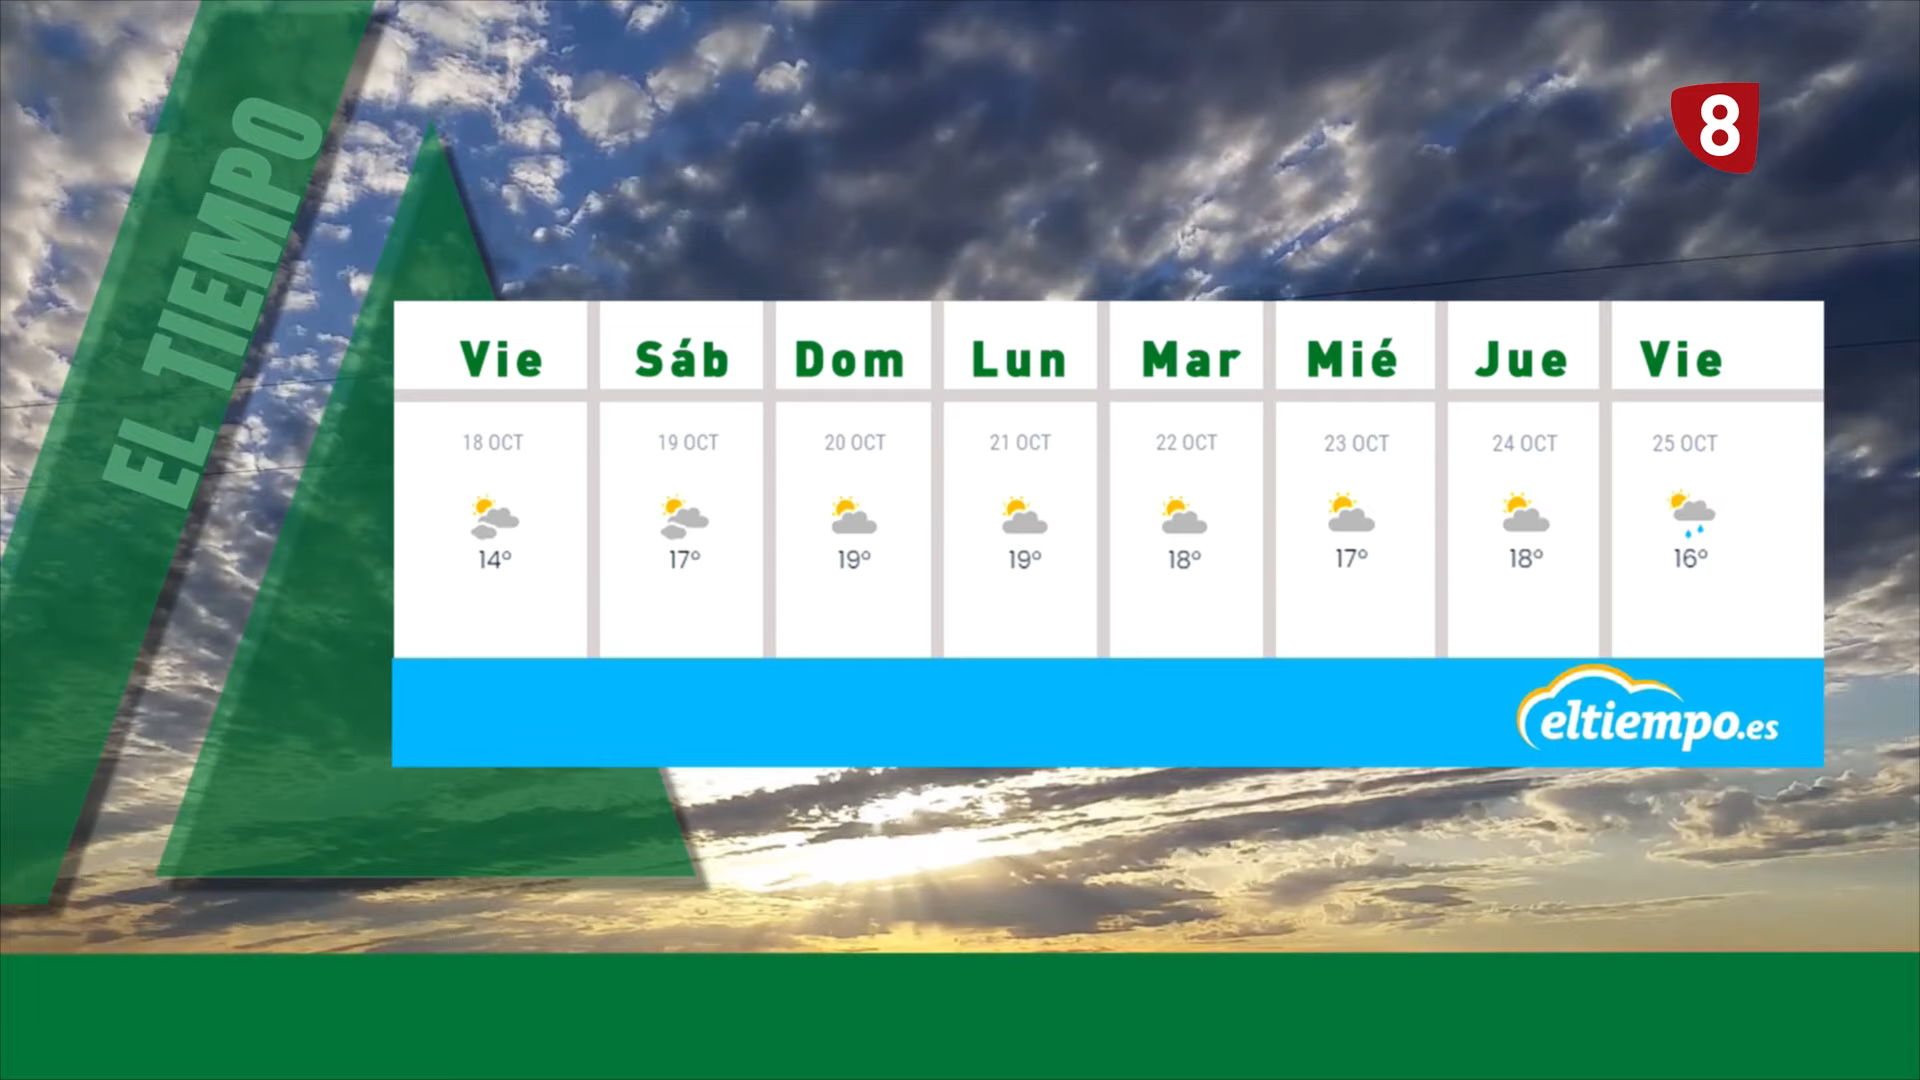 EL TIEMPO
8
Vie Sáb Dom Lun Mar Mié Jue Vie
18 OCT 19 OCT 20 OCT 21 OCT 22 OCT 23 OCT 24 OCT 25 OCT
14° 17° 19° 19° 18° 17° 18° 16°
eltiempo.es